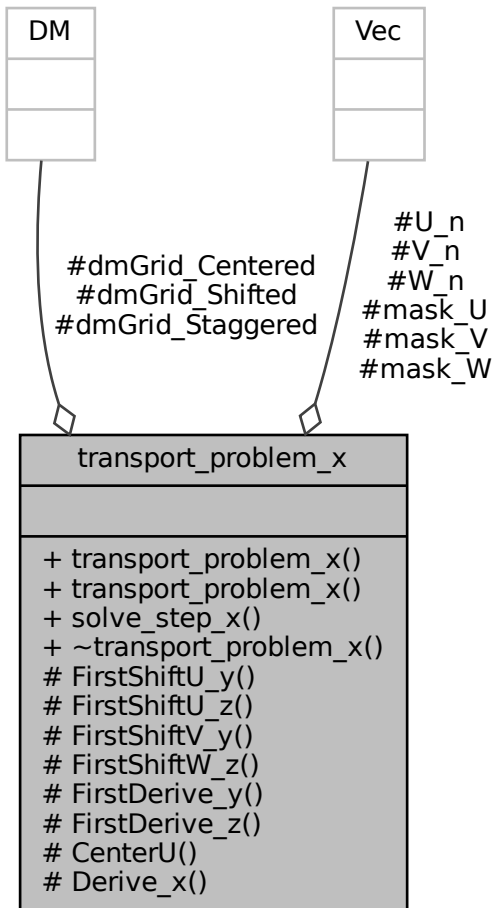 DM
Vec
#dmGrid_Centered
#dmGrid_Shifted
#dmGrid_Staggered
#U_n
#V_n
#W_n
#mask_U
#mask_V
#mask_W
transport_problem_x
+ transport_problem_x()
+ transport_problem_x()
+ solve_step_x()
+ ~transport_problem_x()
# FirstShiftU_y()
# FirstShiftU_z()
# FirstShiftV_y()
# FirstShiftW_z()
# FirstDerive_y()
# FirstDerive_z()
# CenterU()
# Derive_x()